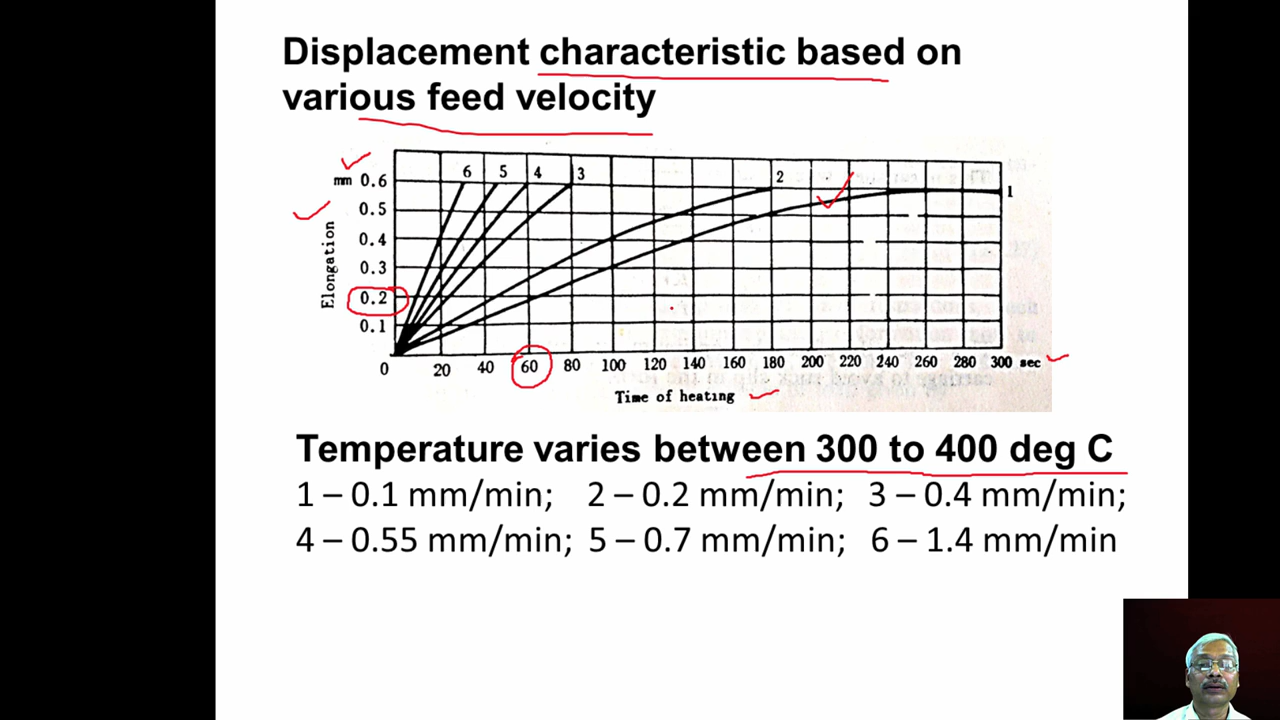 Displacement characteristic based on
various feed velocity
6 5 4 3 2 1
mm 0.6
0.5
0.4
0.3
0.2
0.1
Elongation
0 20 40 60 80 100 120 140 160 180 200 220 240 260 280 300 sec
Time of heating
Temperature varies between 300 to 400 deg C
1 – 0.1 mm/min; 2 – 0.2 mm/min; 3 – 0.4 mm/min;
4 – 0.55 mm/min; 5 – 0.7 mm/min; 6 – 1.4 mm/min